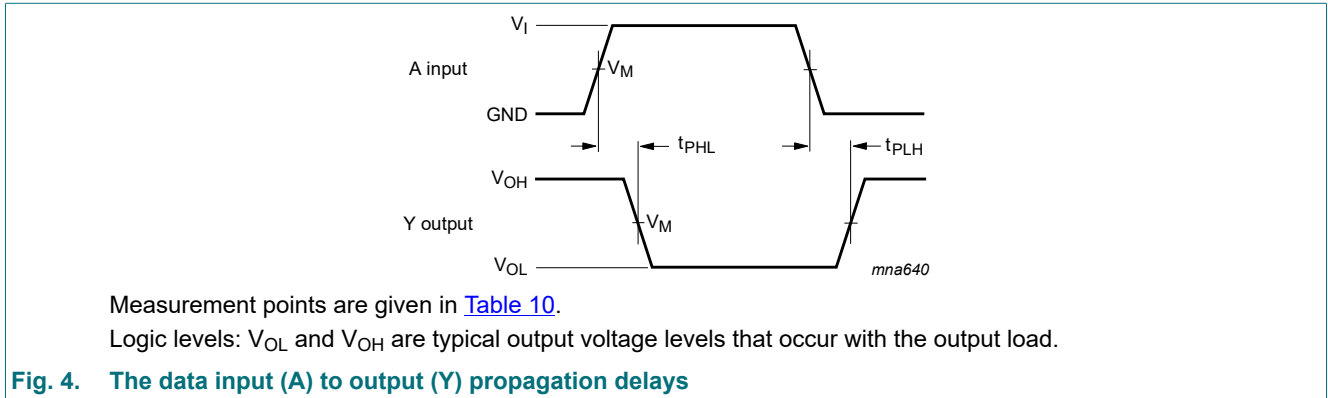 V_I
A input
V_M
GND
t_PHL
t_PLH
V_OH
Y output
V_M
V_OL
mna640
Measurement points are given in Table 10.
Logic levels: V_OL and V_OH are typical output voltage levels that occur with the output load.
Fig. 4. The data input (A) to output (Y) propagation delays